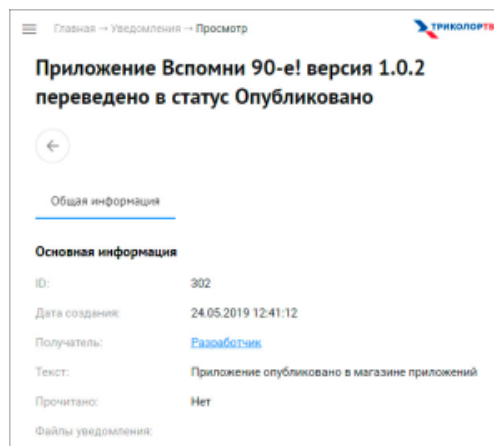 Главная → Уведомления → Просмотр
ТРИКОЛОРТВ
Приложение Вспомни 90-е! версия 1.0.2
переведено в статус Опубликовано
Общая информация
Основная информация
ID: 302
Дата создания: 24.05.2019 12:41:12
Получатель: Разработчик
Текст: Приложение опубликовано в магазине приложений
Прочитано: Нет
Файлы уведомления: